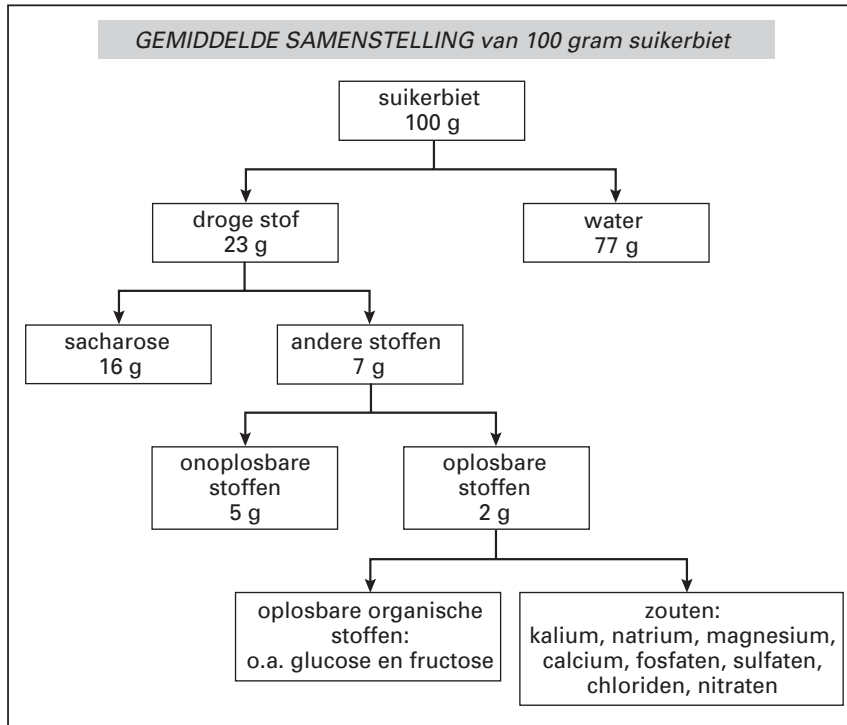 GEMIDDELDE SAMENSTELLING van 100 gram suikerbiet
suikerbiet
100 g
droge stof
23 g
water
77 g
sacharose
16 g
andere stoffen
7 g
onoplosbare
stoffen
5 g
oplosbare
stoffen
2 g
oplosbare organische
stoffen:
o.a. glucose en fructose
zouten:
kalium, natrium, magnesium,
calcium, fosfaten, sulfaten,
chloriden, nitraten